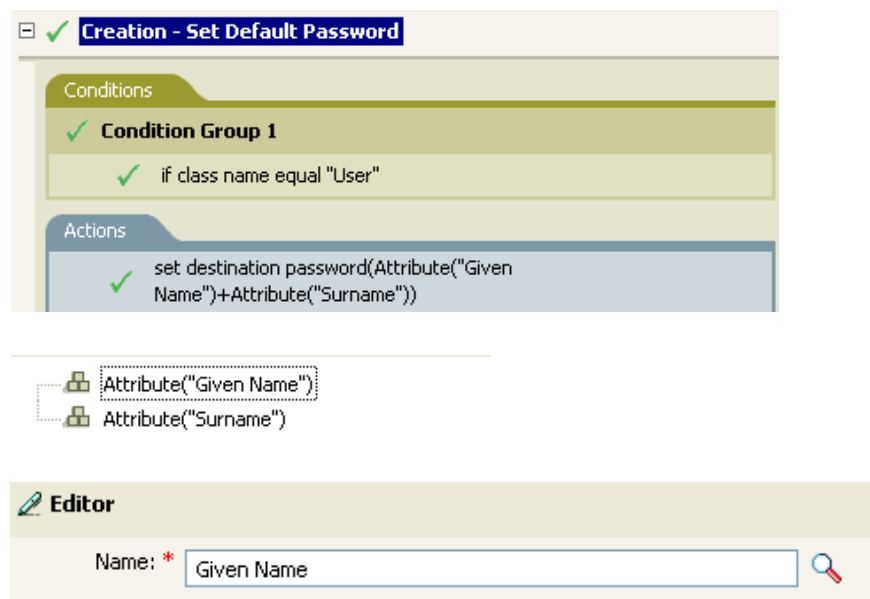 Creation - Set Default Password
Conditions
Condition Group 1
if class name equal "User"
Actions
set destination password(Attribute("Given
Name")+Attribute("Surname"))
Attribute("Given Name")
Attribute("Surname")
Editor
Name: *
Given Name